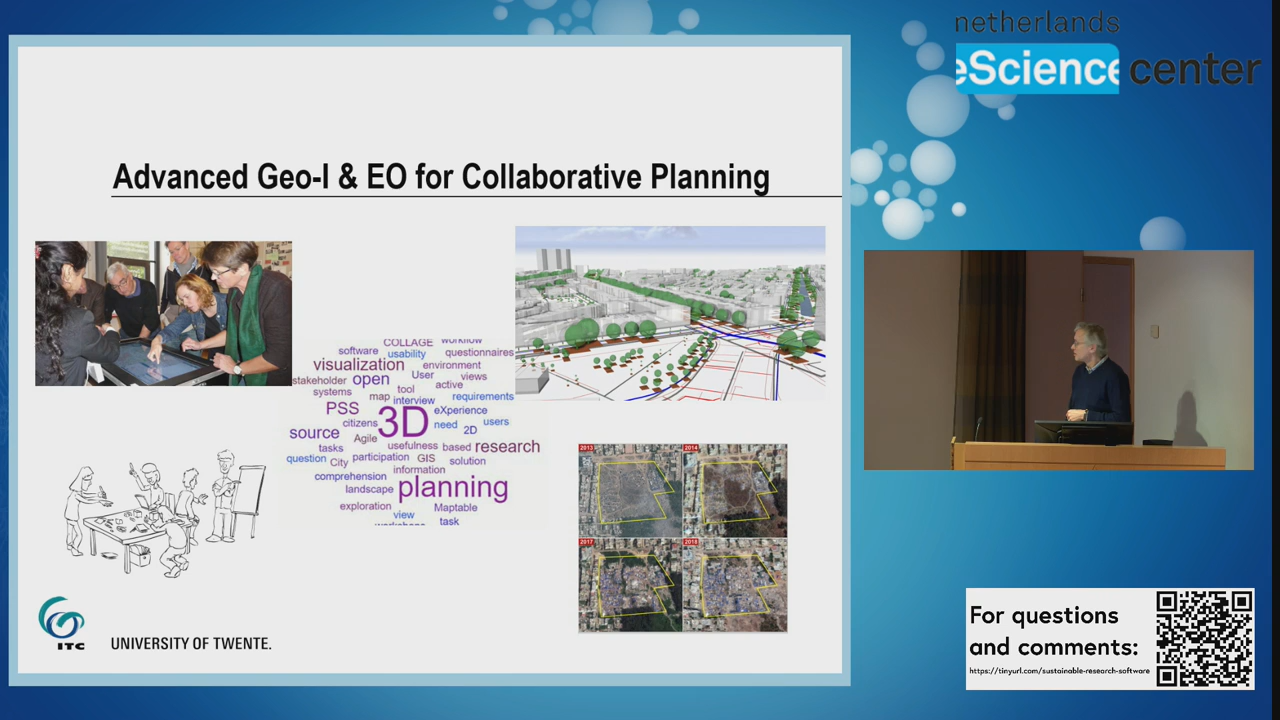 netherlands
eScience center
Advanced Geo-I & EO for Collaborative Planning
COLLAGE workflow
software usability questionnaires
visualization environment
stakeholder open User views
systems map tool active
interview requirements
PSS 3D eXperience
citizens need 2D users
source Agile
tasks usefulness based research
question City participation GIS solution
comprehension information
landscape planning
exploration Maptable
view
workshops task
2013 2014
2017 2018
ITC
UNIVERSITY OF TWENTE.
For questions
and comments:
https://tinyurl.com/sustainable-research-software